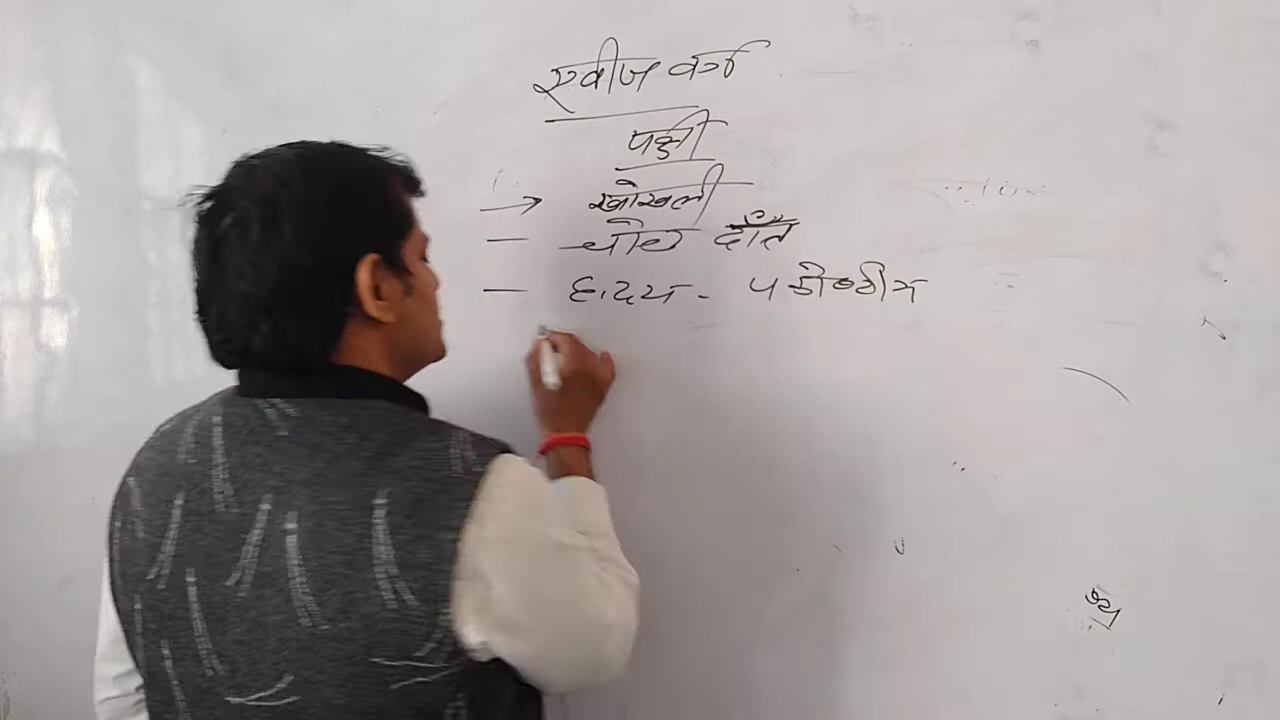 एवीज वर्ग
पक्षी
→ खोखली
— चोंच दाँत
— हृदय - 4 कोष्ठीय